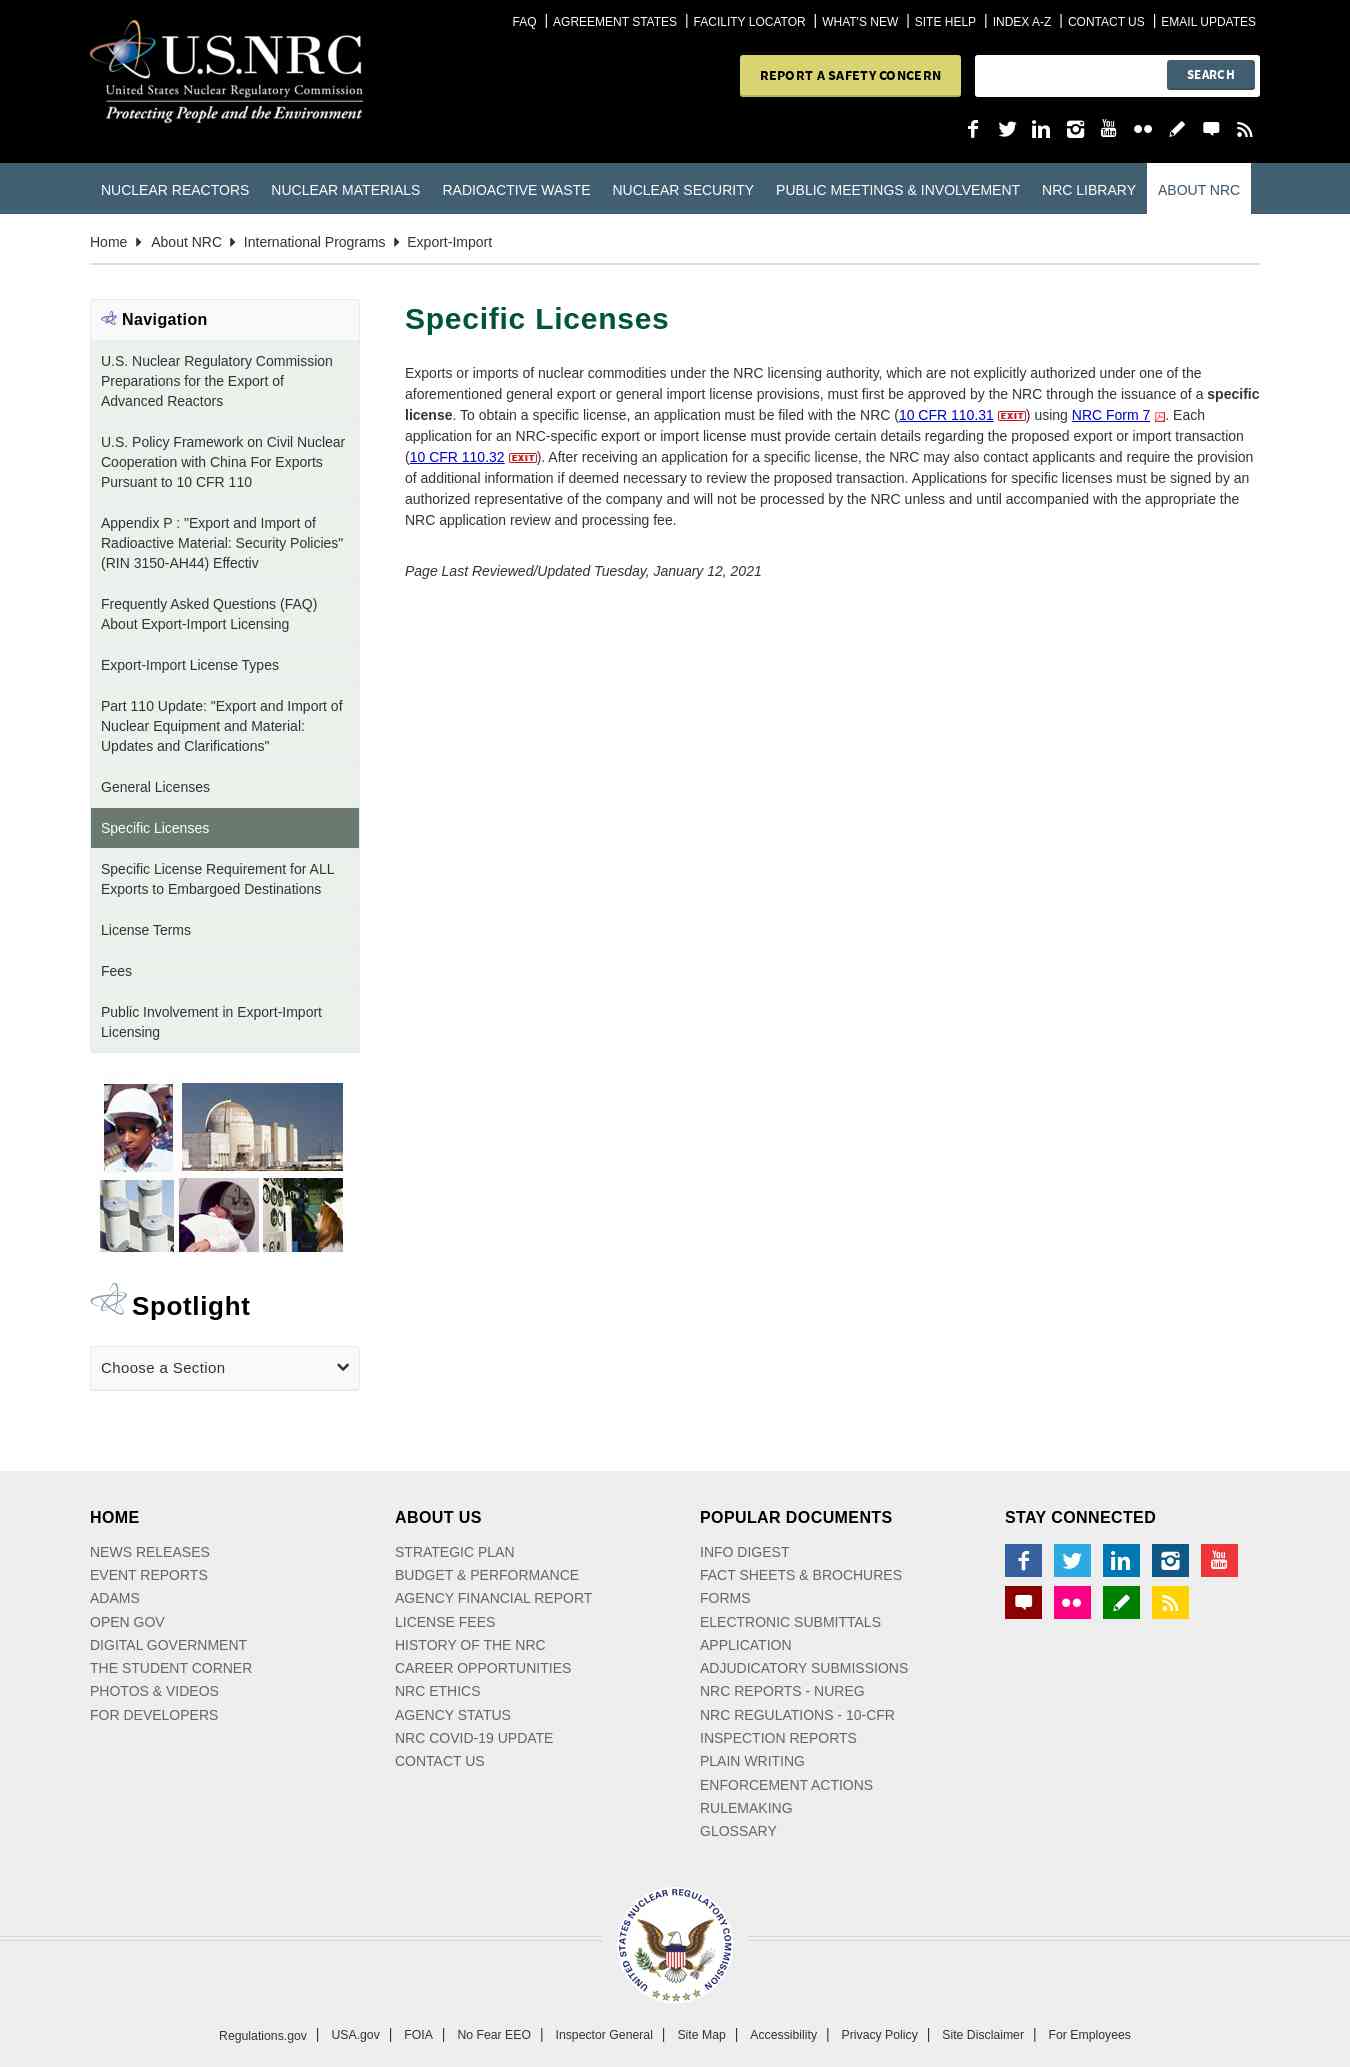 FAQ | AGREEMENT STATES | FACILITY LOCATOR | WHAT'S NEW | SITE HELP | INDEX A-Z | CONTACT US | EMAIL UPDATES
U.S.NRC
United States Nuclear Regulatory Commission
Protecting People and the Environment
REPORT A SAFETY CONCERN
SEARCH
You
Tube
NUCLEAR REACTORS NUCLEAR MATERIALS RADIOACTIVE WASTE NUCLEAR SECURITY PUBLIC MEETINGS & INVOLVEMENT NRC LIBRARY ABOUT NRC
Home About NRC International Programs Export-Import
Navigation
U.S. Nuclear Regulatory Commission
Preparations for the Export of
Advanced Reactors
U.S. Policy Framework on Civil Nuclear
Cooperation with China For Exports
Pursuant to 10 CFR 110
Appendix P : "Export and Import of
Radioactive Material: Security Policies"
(RIN 3150-AH44) Effectiv
Frequently Asked Questions (FAQ)
About Export-Import Licensing
Export-Import License Types
Part 110 Update: "Export and Import of
Nuclear Equipment and Material:
Updates and Clarifications"
General Licenses
Specific Licenses
Specific License Requirement for ALL
Exports to Embargoed Destinations
License Terms
Fees
Public Involvement in Export-Import
Licensing
Specific Licenses
Exports or imports of nuclear commodities under the NRC licensing authority, which are not explicitly authorized under one of the
aforementioned general export or general import license provisions, must first be approved by the NRC through the issuance of a specific
license. To obtain a specific license, an application must be filed with the NRC (10 CFR 110.31 EXIT) using NRC Form 7. Each
application for an NRC-specific export or import license must provide certain details regarding the proposed export or import transaction
(10 CFR 110.32 EXIT). After receiving an application for a specific license, the NRC may also contact applicants and require the provision
of additional information if deemed necessary to review the proposed transaction. Applications for specific licenses must be signed by an
authorized representative of the company and will not be processed by the NRC unless and until accompanied with the appropriate the
NRC application review and processing fee.
Page Last Reviewed/Updated Tuesday, January 12, 2021
Spotlight
Choose a Section
HOME
NEWS RELEASES
EVENT REPORTS
ADAMS
OPEN GOV
DIGITAL GOVERNMENT
THE STUDENT CORNER
PHOTOS & VIDEOS
FOR DEVELOPERS
ABOUT US
STRATEGIC PLAN
BUDGET & PERFORMANCE
AGENCY FINANCIAL REPORT
LICENSE FEES
HISTORY OF THE NRC
CAREER OPPORTUNITIES
NRC ETHICS
AGENCY STATUS
NRC COVID-19 UPDATE
CONTACT US
POPULAR DOCUMENTS
INFO DIGEST
FACT SHEETS & BROCHURES
FORMS
ELECTRONIC SUBMITTALS
APPLICATION
ADJUDICATORY SUBMISSIONS
NRC REPORTS - NUREG
NRC REGULATIONS - 10-CFR
INSPECTION REPORTS
PLAIN WRITING
ENFORCEMENT ACTIONS
RULEMAKING
GLOSSARY
STAY CONNECTED
You
Tube
UNITED STATES NUCLEAR REGULATORY COMMISSION
Regulations.gov | USA.gov | FOIA | No Fear EEO | Inspector General | Site Map | Accessibility | Privacy Policy | Site Disclaimer | For Employees